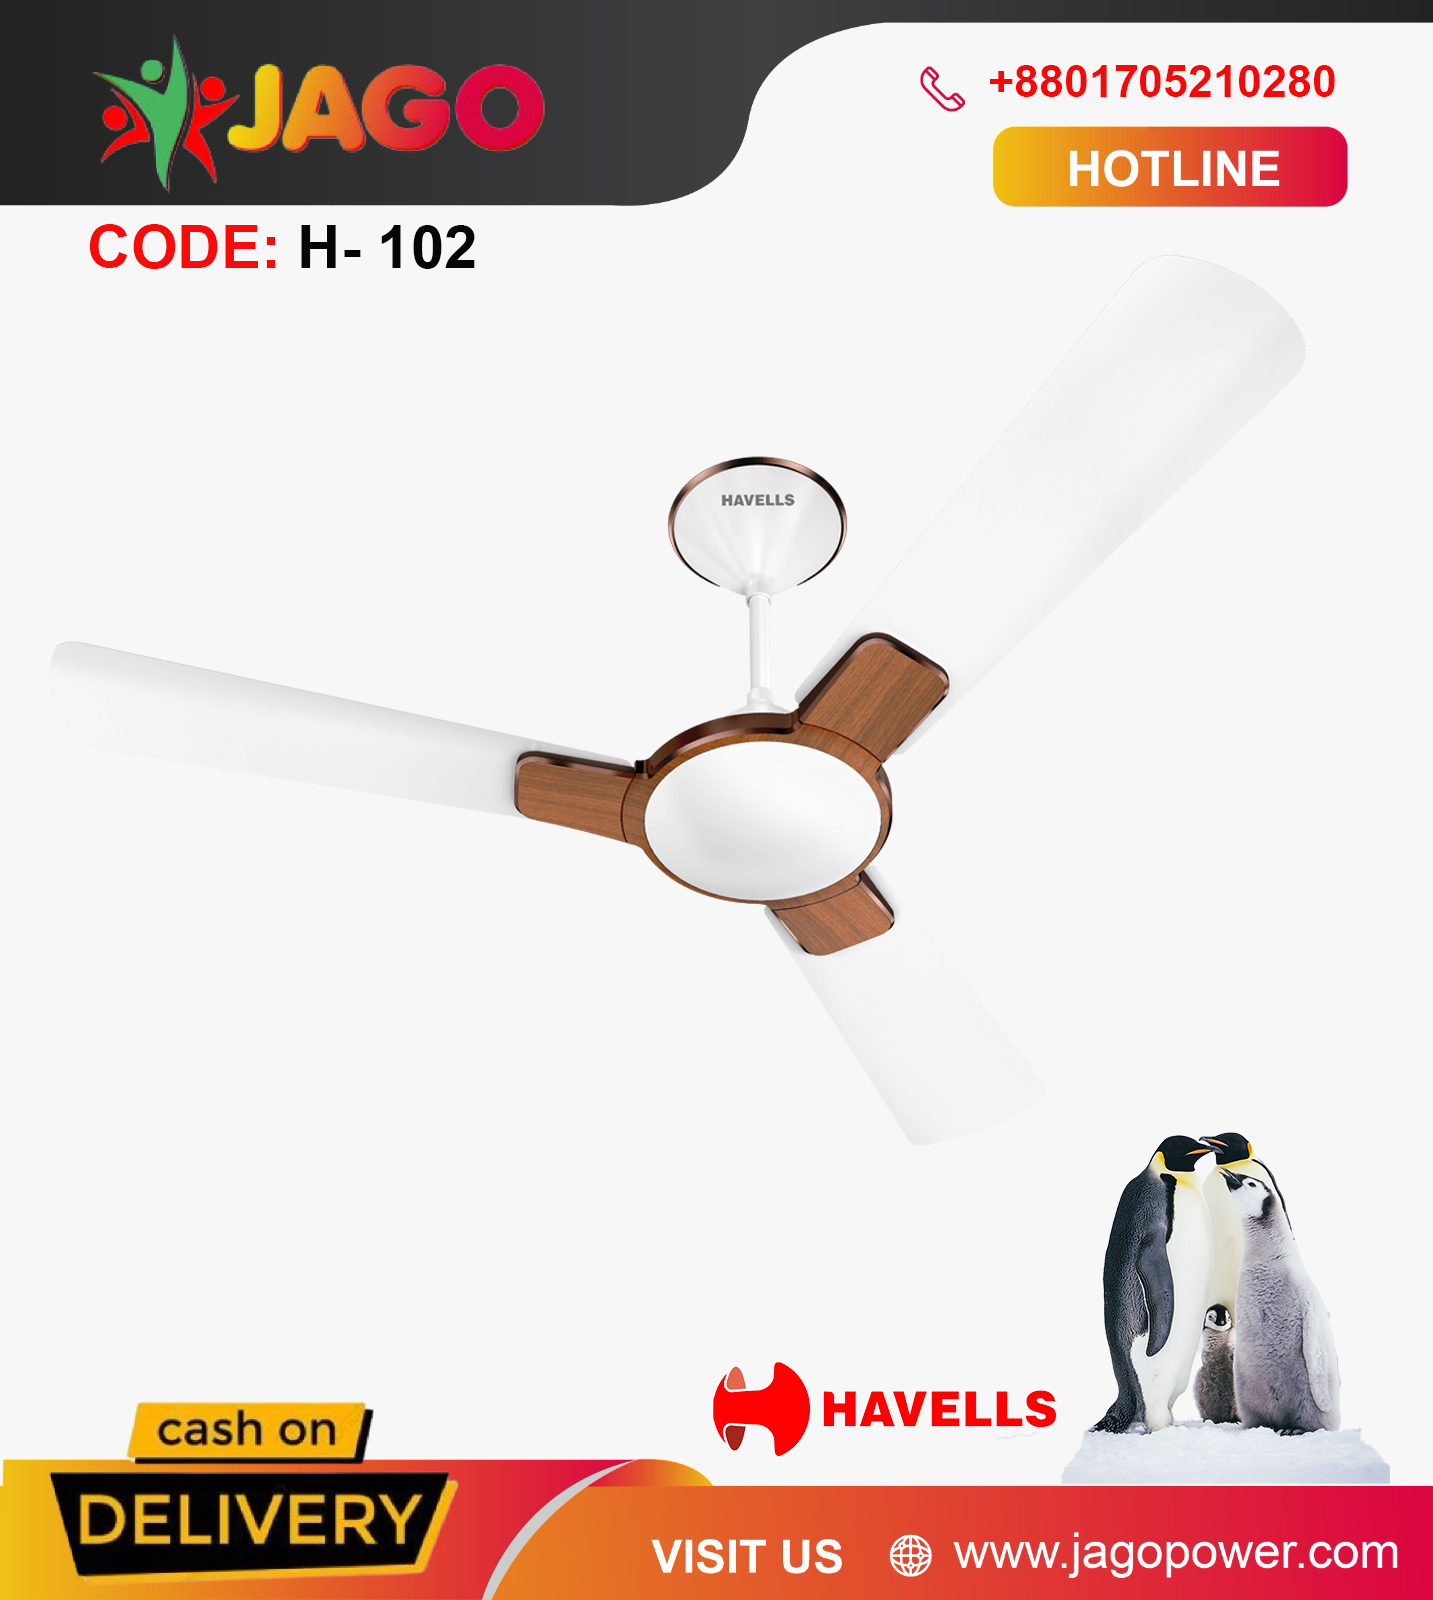 JAGO
+8801705210280
HOTLINE
CODE: H- 102
HAVELLS
HAVELLS
cash on
DELIVERY
VISIT US
www.jagopower.com